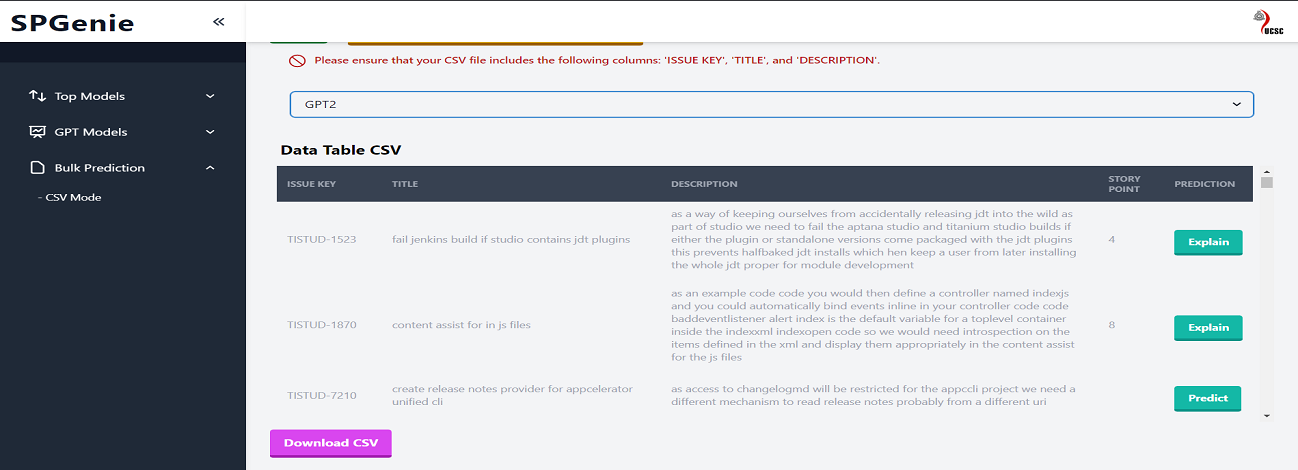 SPGenie «
UCSC
Please ensure that your CSV file includes the following columns: 'ISSUE KEY', 'TITLE', and 'DESCRIPTION'.
Top Models
GPT Models
Bulk Prediction
- CSV Mode
GPT2
Data Table CSV
ISSUE KEY TITLE DESCRIPTION STORY POINT PREDICTION
TISTUD-1523 fail jenkins build if studio contains jdt plugins
as a way of keeping ourselves from accidentally releasing jdt into the wild as
part of studio we need to fail the aptana studio and titanium studio builds if
either the plugin or standalone versions come packaged with the jdt plugins
this prevents halfbaked jdt installs which hen keep a user from later installing
the whole jdt proper for module development
4 Explain
TISTUD-1870 content assist for in js files
as an example code code you would then define a controller named indexjs
and you could automatically bind events inline in your controller code code
baddeventlistener alert index is the default variable for a toplevel container
inside the indexxml indexopen code so we would need introspection on the
items defined in the xml and display them appropriately in the content assist
for the js files
8 Explain
TISTUD-7210
create release notes provider for appcelerator
unified cli
as access to changelogmd will be restricted for the appccli project we need a
different mechanism to read release notes probably from a different uri
Predict
Download CSV